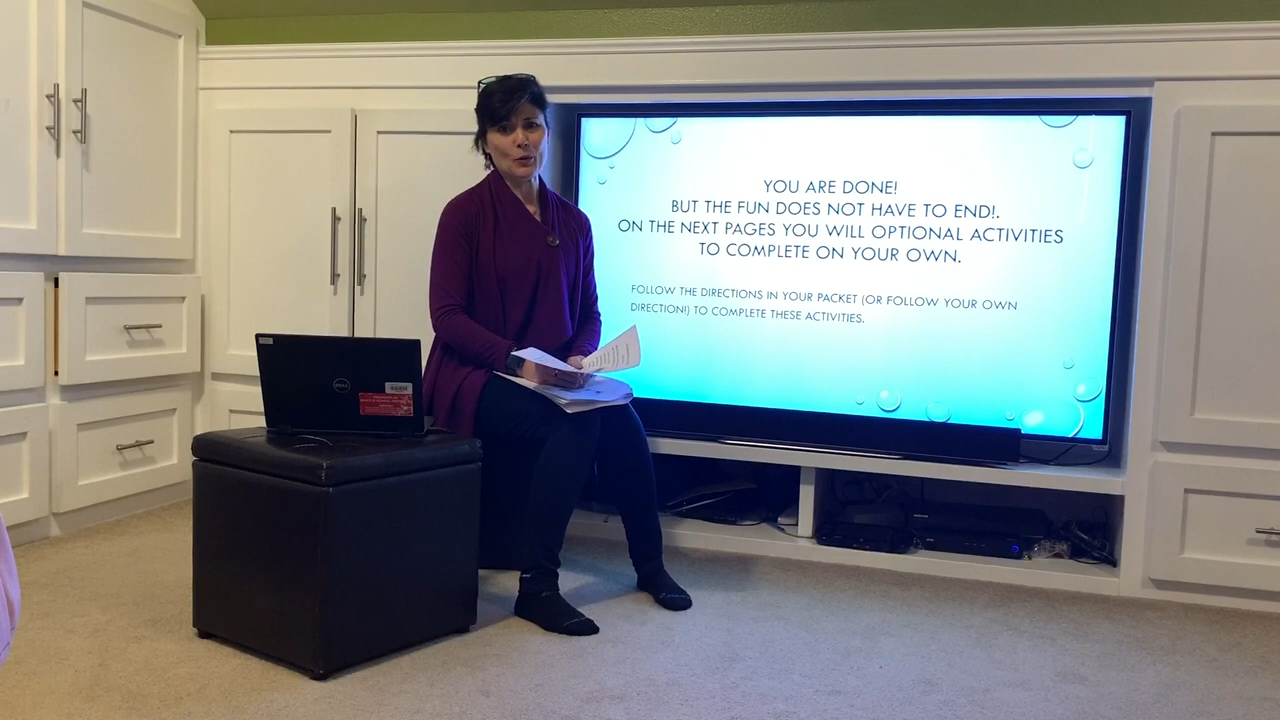 YOU ARE DONE!
BUT THE FUN DOES NOT HAVE TO END!.
ON THE NEXT PAGES YOU WILL OPTIONAL ACTIVITIES
TO COMPLETE ON YOUR OWN.
FOLLOW THE DIRECTIONS IN YOUR PACKET (OR FOLLOW YOUR OWN
DIRECTION!) TO COMPLETE THESE ACTIVITIES.
DELL